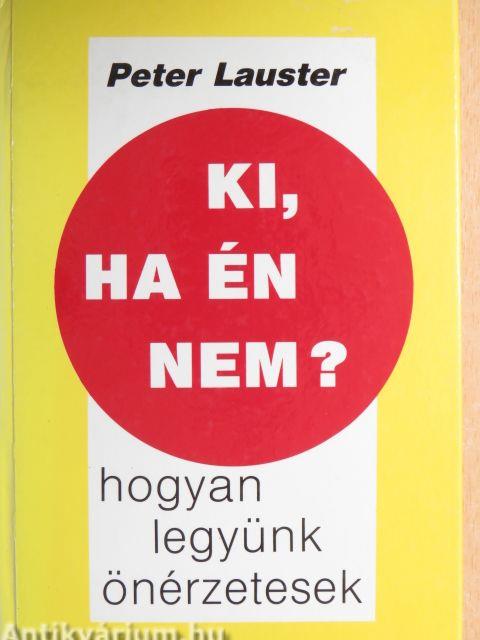 Peter Lauster
KI,
HA ÉN
NEM?
hogyan
legyünk
önérzetesek
Antikvárium.hu